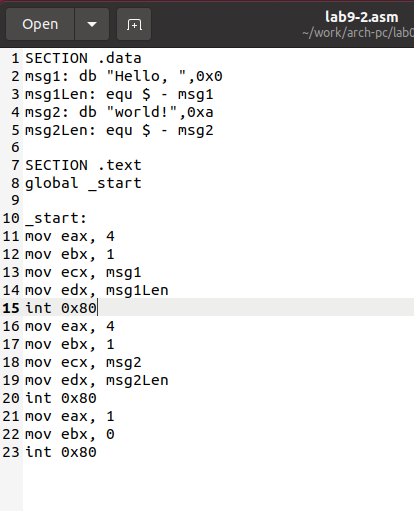 Open
lab9-2.asm
~/work/arch-pc/lab0
1 SECTION .data
2 msg1: db "Hello, ",0x0
3 msg1Len: equ $ - msg1
4 msg2: db "world!",0xa
5 msg2Len: equ $ - msg2
6
7 SECTION .text
8 global _start
9
10 _start:
11 mov eax, 4
12 mov ebx, 1
13 mov ecx, msg1
14 mov edx, msg1Len
15 int 0x80
16 mov eax, 4
17 mov ebx, 1
18 mov ecx, msg2
19 mov edx, msg2Len
20 int 0x80
21 mov eax, 1
22 mov ebx, 0
23 int 0x80